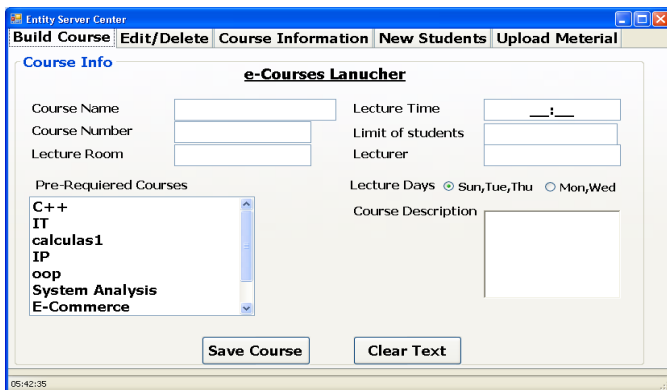 Entity Server Center
Build Course Edit/Delete Course Information New Students Upload Meterial
Course Info
e-Courses Lanucher
Course Name
Lecture Time __:__
Course Number
Limit of students
Lecture Room
Lecturer
Pre-Requiered Courses
Lecture Days Sun,Tue,Thu Mon,Wed
Course Description
C++
IT
calculas1
IP
oop
System Analysis
E-Commerce
Save Course Clear Text
05:42:35